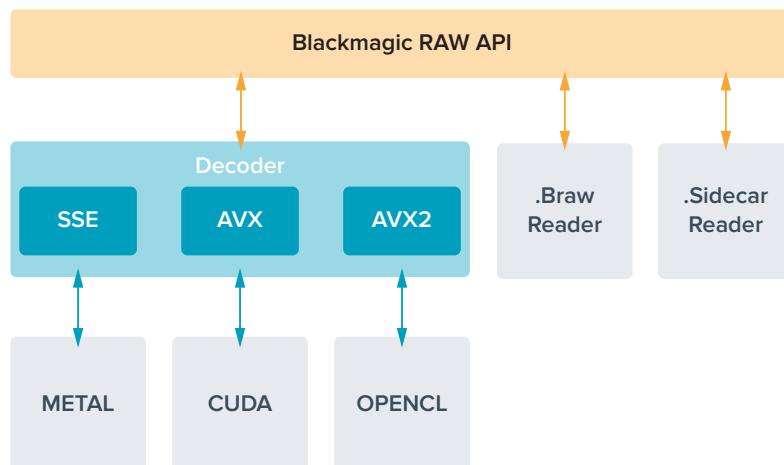 Blackmagic RAW API
Decoder
SSE
AVX
AVX2
.Braw
Reader
.Sidecar
Reader
METAL
CUDA
OPENCL